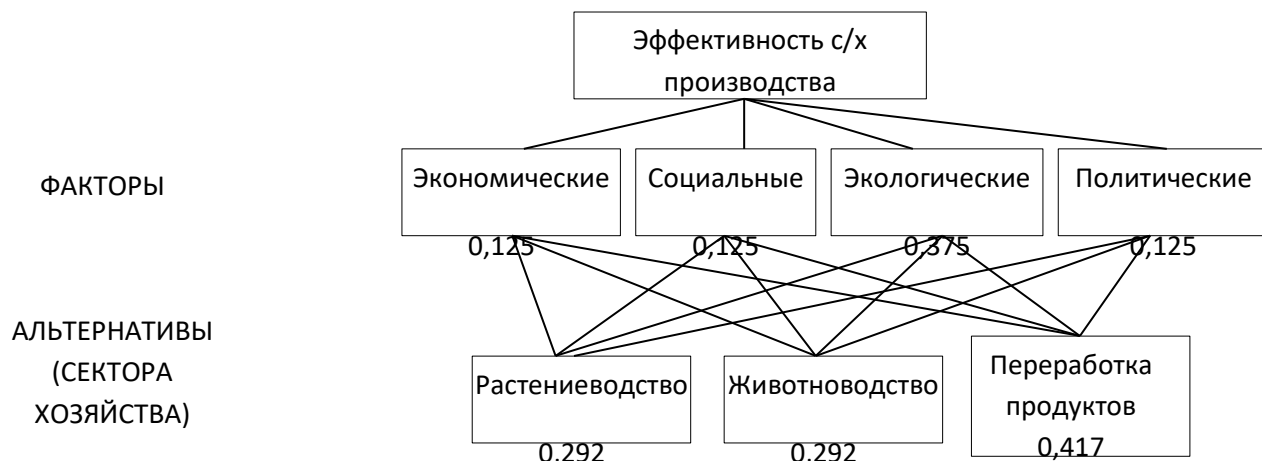 Эффективность с/х
производства
ФАКТОРЫ
Экономические
0,125
Социальные
0,125
Экологические
0,375
Политические
0,125
АЛЬТЕРНАТИВЫ
(СЕКТОРА
ХОЗЯЙСТВА)
Растениеводство
0,292
Животноводство
0,292
Переработка
продуктов
0,417